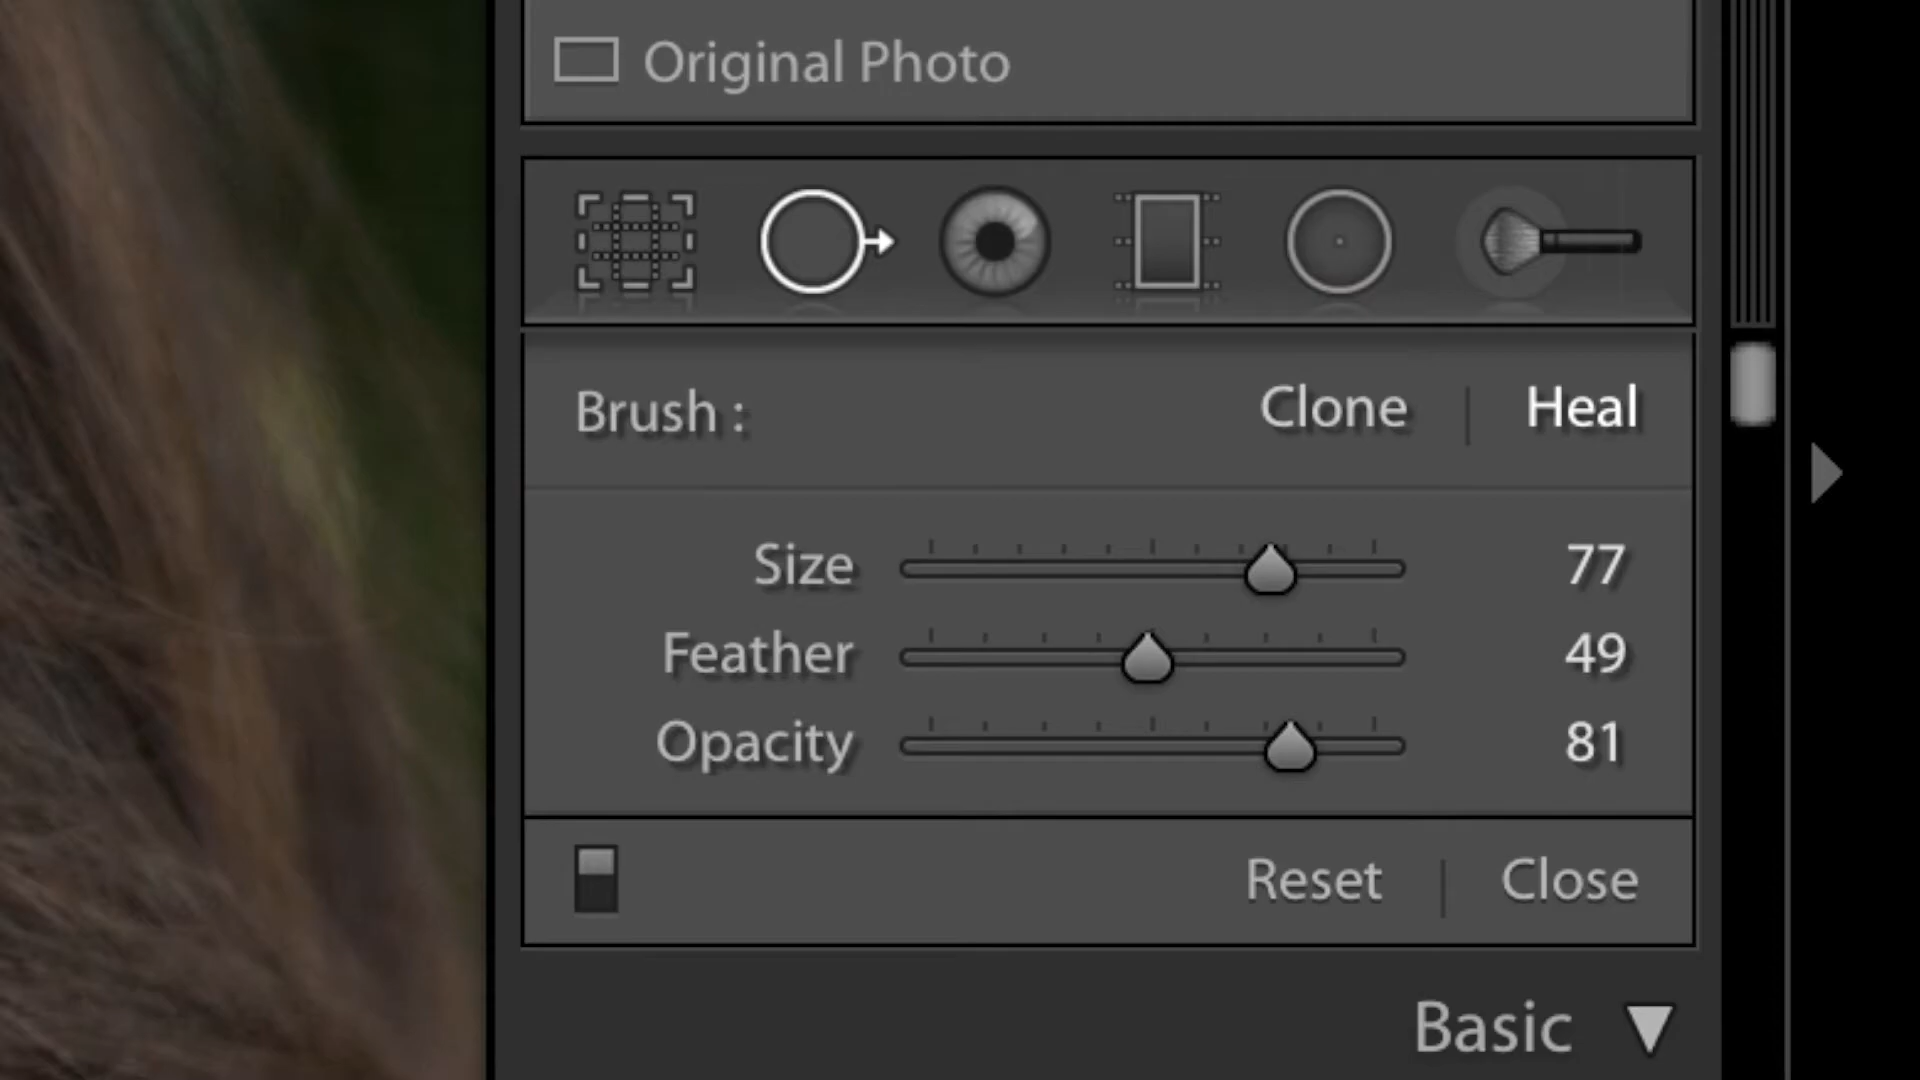 Original Photo
Brush : Clone | Heal
Size 77
Feather 49
Opacity 81
Reset | Close
Basic